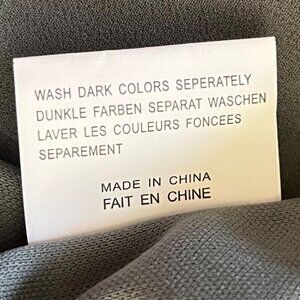 WASH DARK COLORS SEPERATELY
DUNKLE FARBEN SEPARAT WASCHEN
LAVER LES COULEURS FONCEES
SEPAREMENT
MADE IN CHINA
FAIT EN CHINE